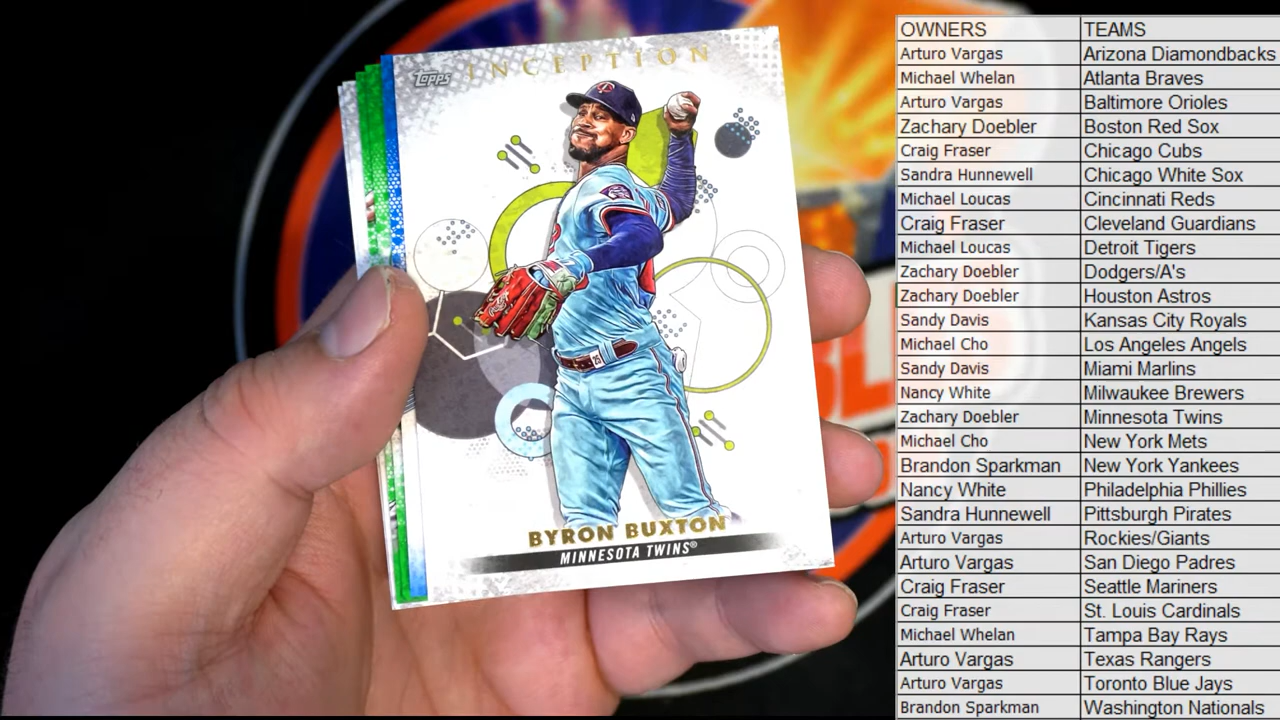 Topps INCEPTION
BYRON BUXTON
MINNESOTA TWINS®
OWNERS TEAMS
Arturo Vargas Arizona Diamondbacks
Michael Whelan Atlanta Braves
Arturo Vargas Baltimore Orioles
Zachary Doebler Boston Red Sox
Craig Fraser Chicago Cubs
Sandra Hunnewell Chicago White Sox
Michael Loucas Cincinnati Reds
Craig Fraser Cleveland Guardians
Michael Loucas Detroit Tigers
Zachary Doebler Dodgers/A's
Zachary Doebler Houston Astros
Sandy Davis Kansas City Royals
Michael Cho Los Angeles Angels
Sandy Davis Miami Marlins
Nancy White Milwaukee Brewers
Zachary Doebler Minnesota Twins
Michael Cho New York Mets
Brandon Sparkman New York Yankees
Nancy White Philadelphia Phillies
Sandra Hunnewell Pittsburgh Pirates
Arturo Vargas Rockies/Giants
Arturo Vargas San Diego Padres
Craig Fraser Seattle Mariners
Craig Fraser St. Louis Cardinals
Michael Whelan Tampa Bay Rays
Arturo Vargas Texas Rangers
Arturo Vargas Toronto Blue Jays
Brandon Sparkman Washington Nationals